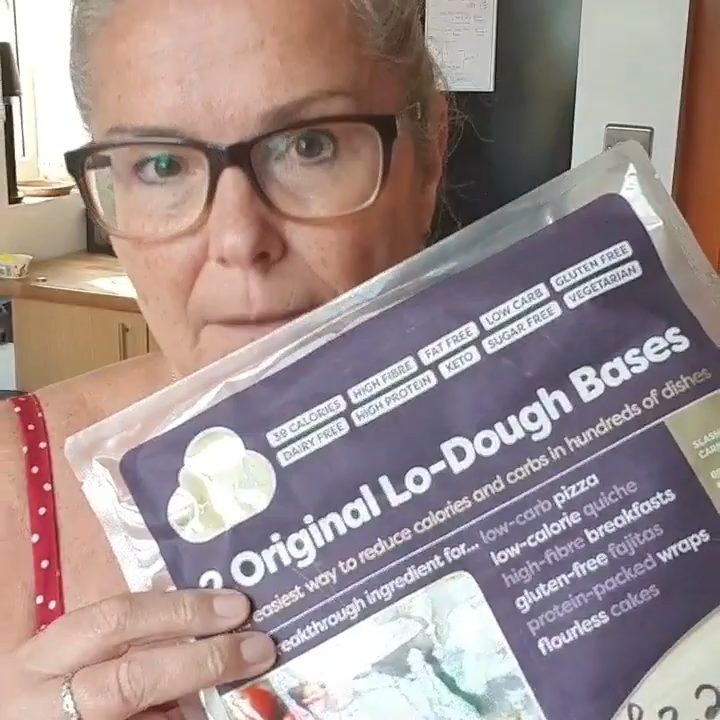 39 CALORIES HIGH FIBRE FAT FREE LOW CARB GLUTEN FREE
DAIRY FREE HIGH PROTEIN KETO SUGAR FREE VEGETARIAN
2 Original Lo-Dough Bases
easiest way to reduce calories and carbs in hundreds of dishes
eakthrough ingredient for... low-carb pizza
low-calorie quiche
high-fibre breakfasts
gluten-free fajitas
protein-packed wraps
flourless cakes